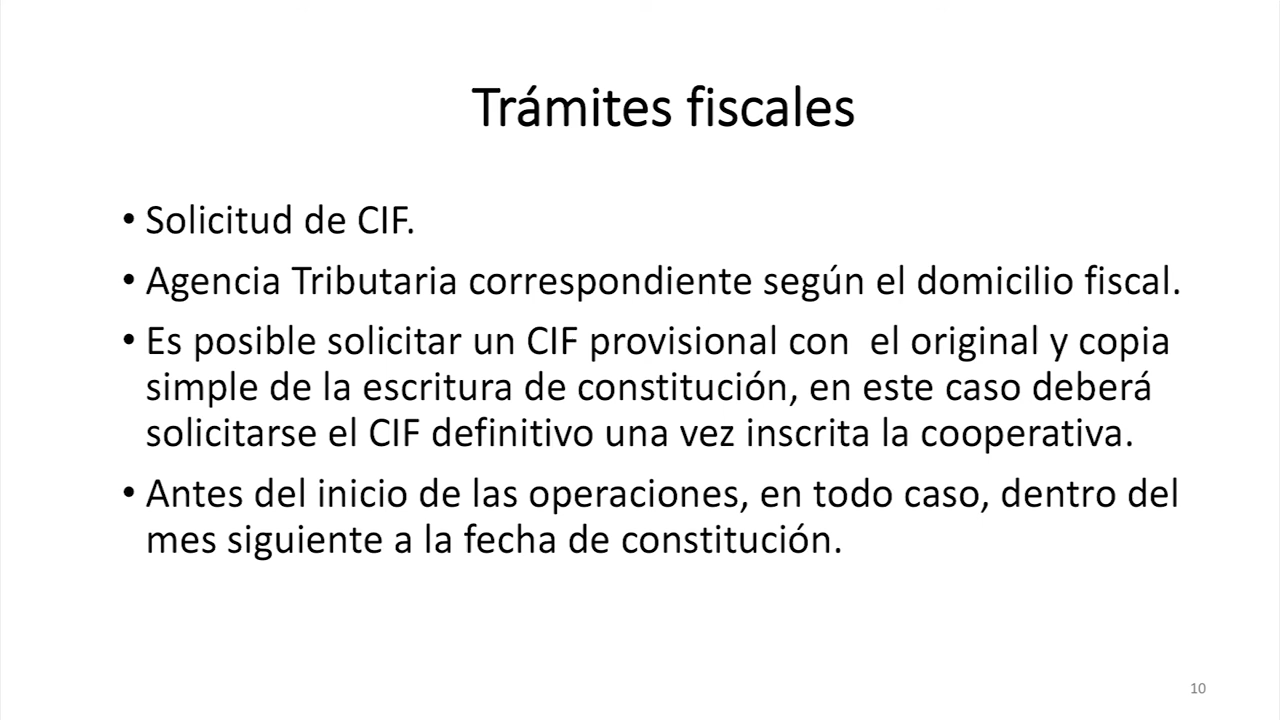 Trámites fiscales
• Solicitud de CIF.
• Agencia Tributaria correspondiente según el domicilio fiscal.
• Es posible solicitar un CIF provisional con  el original y copia
simple de la escritura de constitución, en este caso deberá
solicitarse el CIF definitivo una vez inscrita la cooperativa.
• Antes del inicio de las operaciones, en todo caso, dentro del
mes siguiente a la fecha de constitución.
10